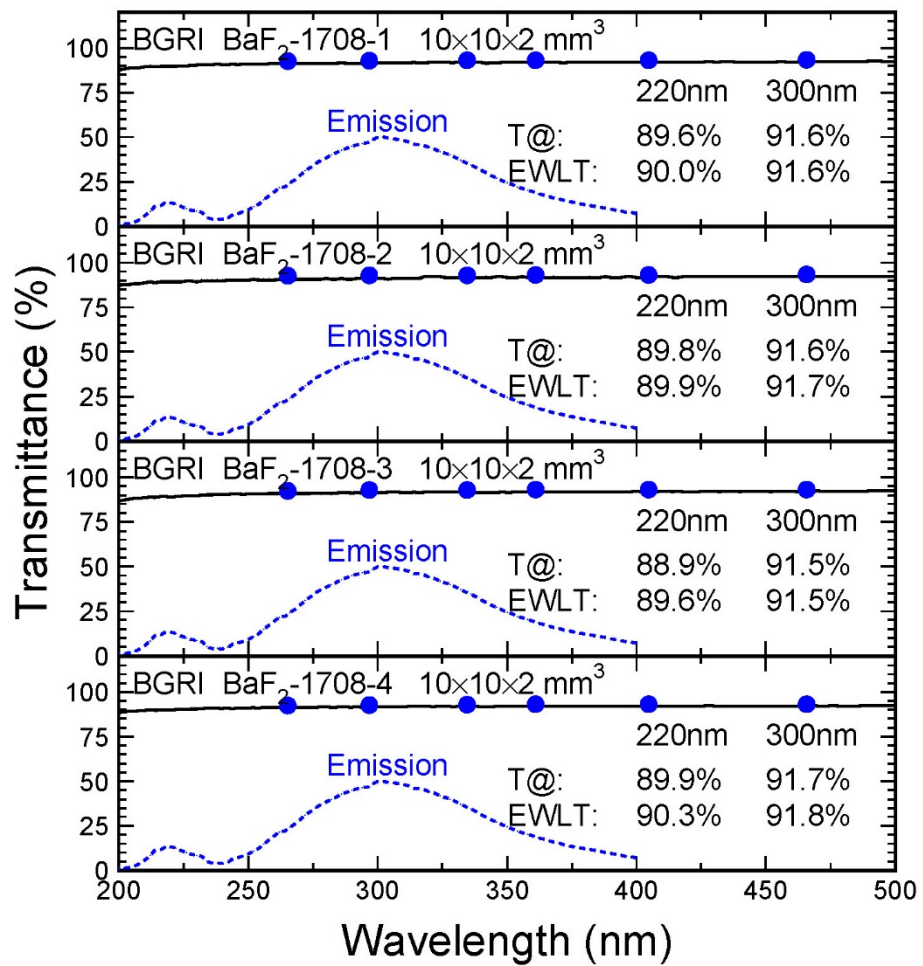 BGRI BaF2-1708-1 10×10×2 mm3
100
75
50
25
0
220nm 300nm
Emission
T@: 89.6% 91.6%
EWLT: 90.0% 91.6%
BGRI BaF2-1708-2 10×10×2 mm3
100
75
50
25
0
220nm 300nm
Emission
T@: 89.8% 91.6%
EWLT: 89.9% 91.7%
BGRI BaF2-1708-3 10×10×2 mm3
100
75
50
25
0
220nm 300nm
Emission
T@: 88.9% 91.5%
EWLT: 89.6% 91.5%
BGRI BaF2-1708-4 10×10×2 mm3
100
75
50
25
0
220nm 300nm
Emission
T@: 89.9% 91.7%
EWLT: 90.3% 91.8%
200 250 300 350 400 450 500
Wavelength (nm)
Transmittance (%)